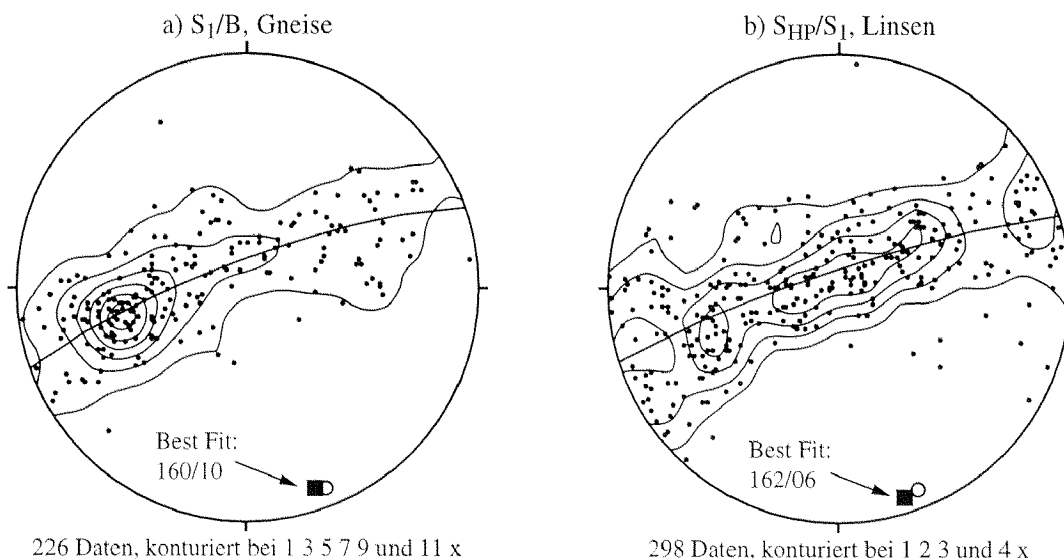 a) S₁/B, Gneise
b) S_HP/S₁, Linsen
Best Fit:
160/10
Best Fit:
162/06
226 Daten, konturiert bei 1 3 5 7 9 und 11 x
298 Daten, konturiert bei 1 2 3 und 4 x